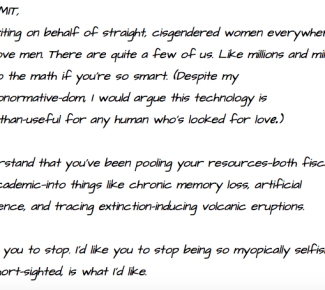 MIT,
iting on behalf of straight, cisgendered women everywher
ove men. There are quite a few of us. Like millions and mil
o the math if you're so smart. (Despite my
onormative-dom, I would argue this technology is
than-useful for any human who's looked for love.)
rstand that you've been pooling your resources-both fisc
cademic-into things like chronic memory loss, artificial
ence, and tracing extinction-inducing volcanic eruptions.
you to stop. I'd like you to stop being so myopically selfis
hort-sighted, is what I'd like.